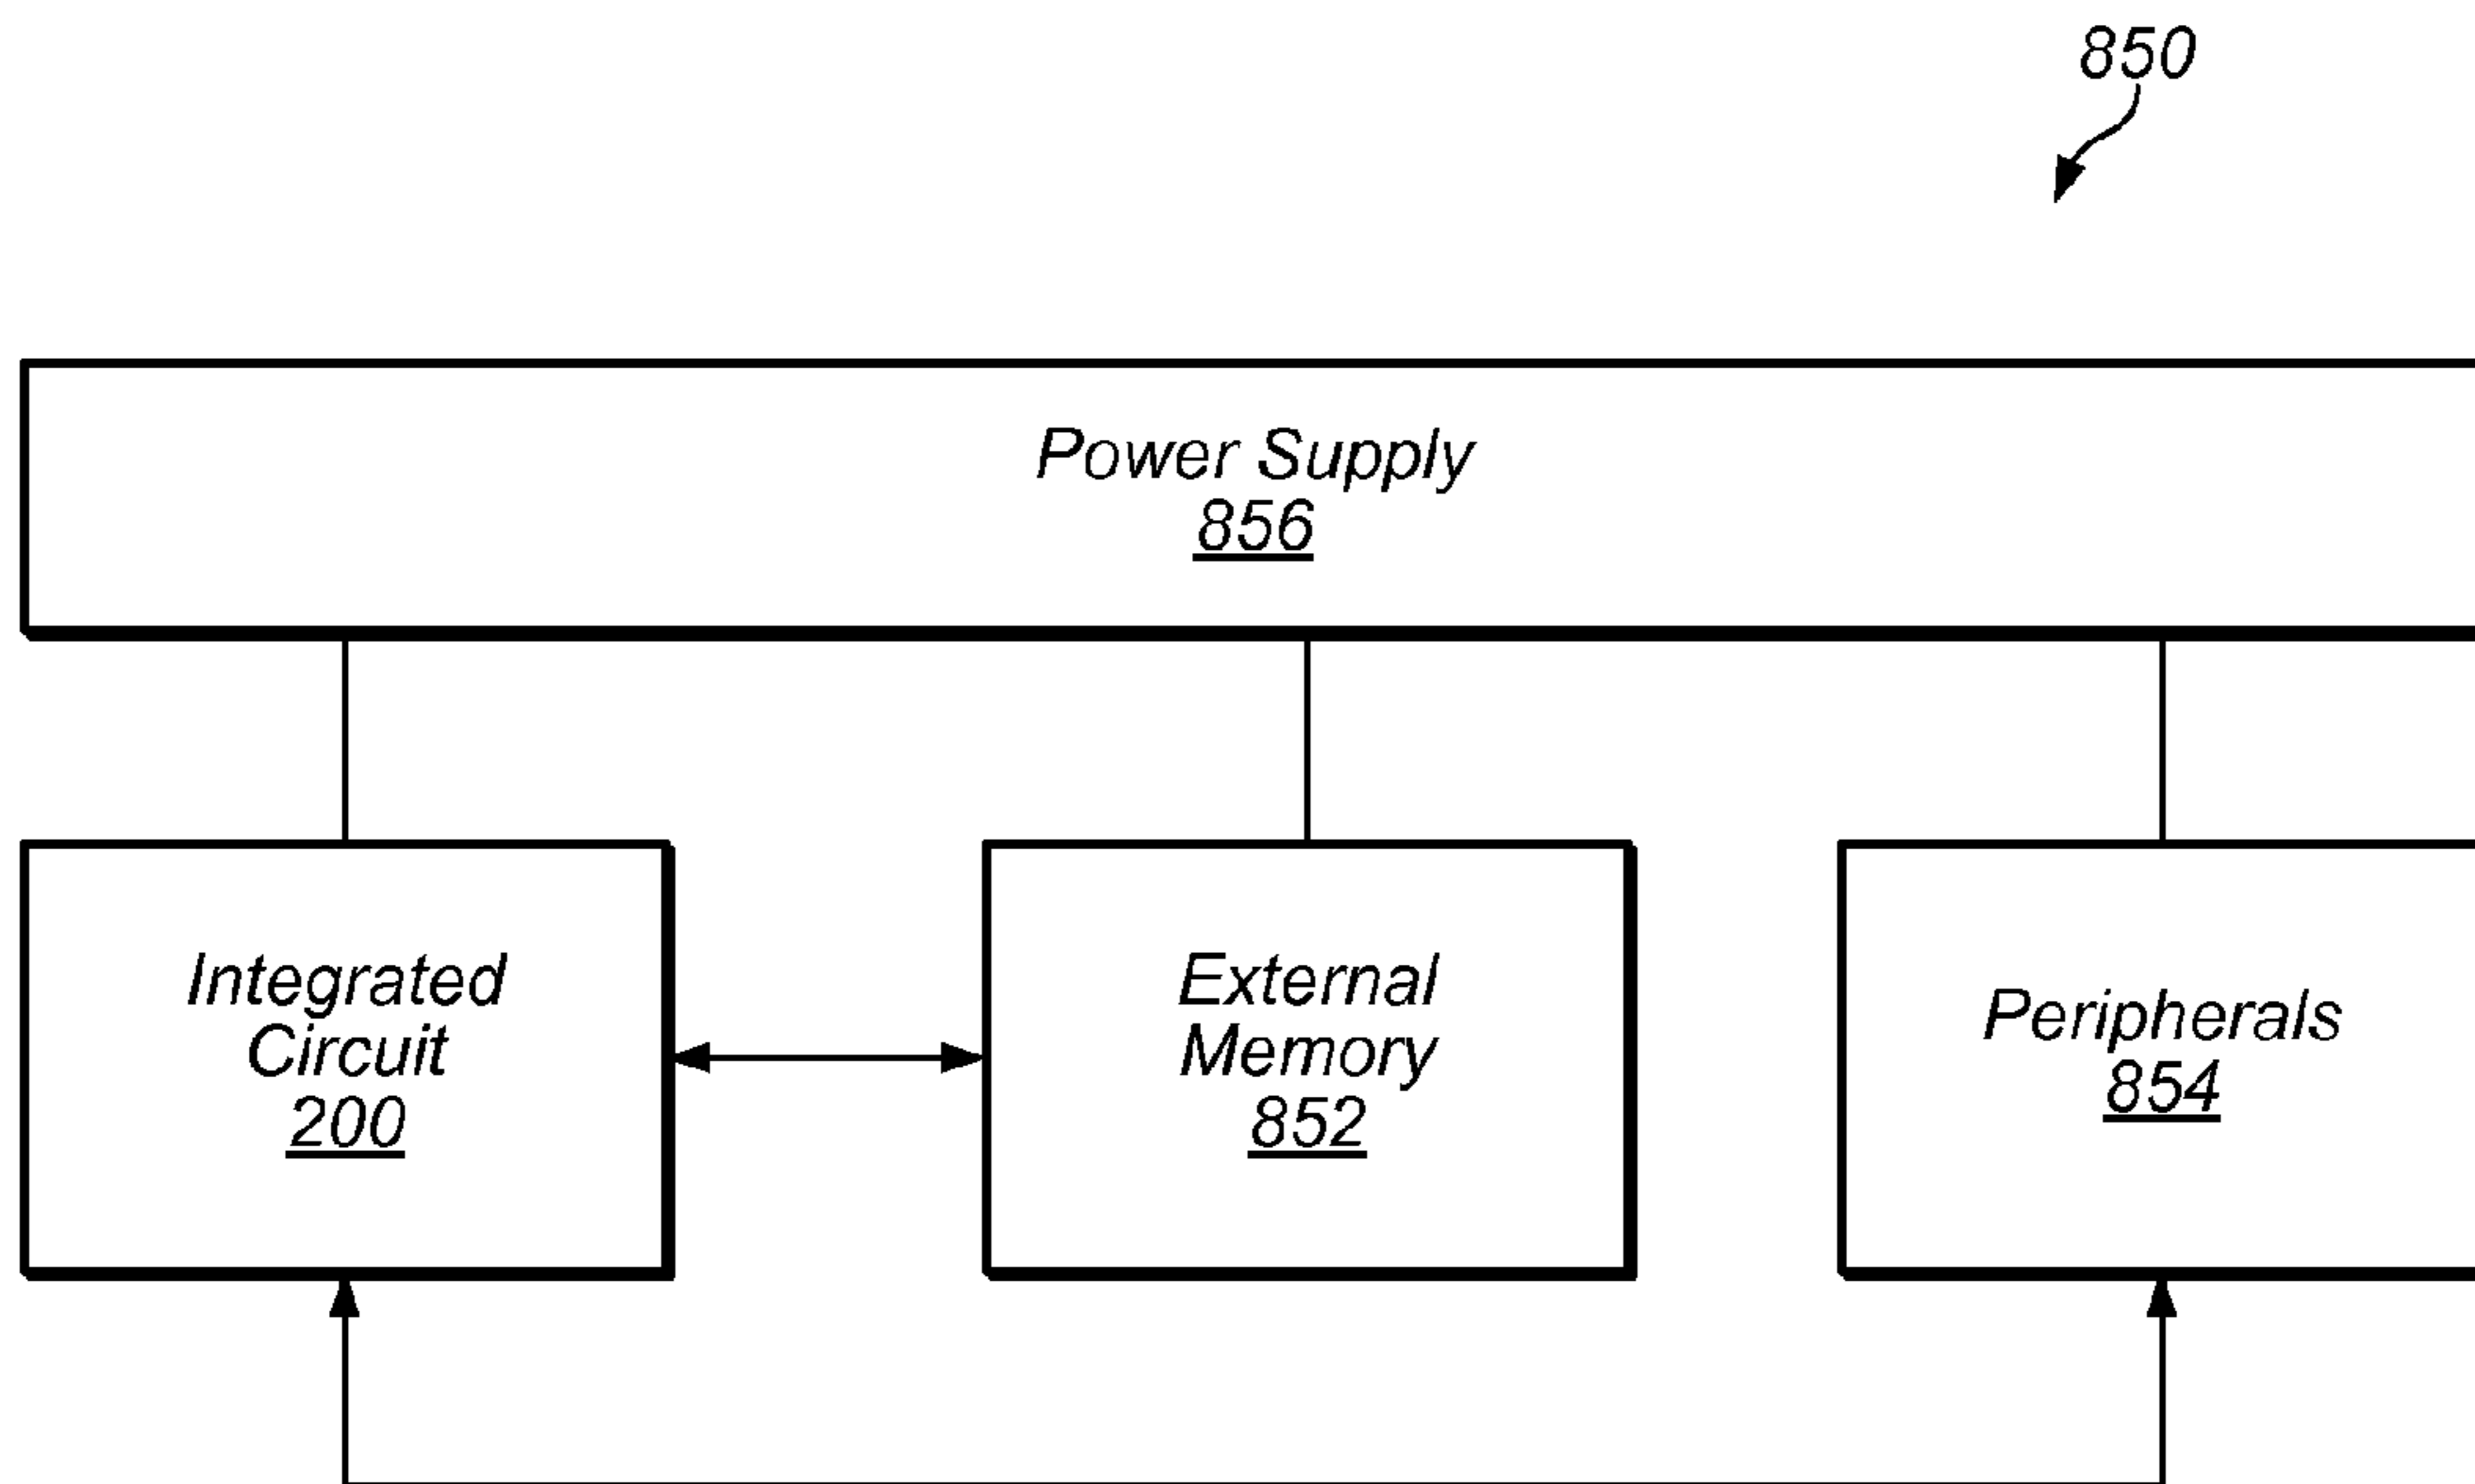 850
Power Supply
856
Integrated
Circuit
200
External
Memory
852
Peripherals
854